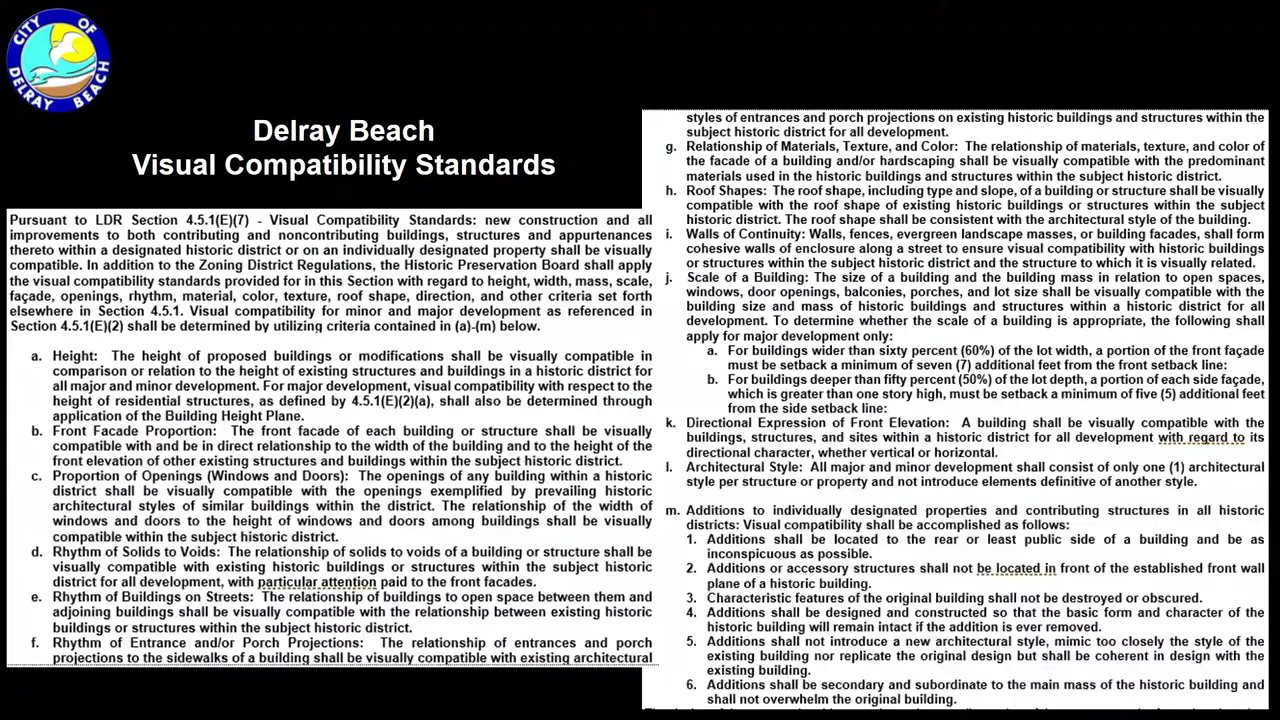 CITY OF
DELRAY BEACH
Delray Beach
Visual Compatibility Standards
Pursuant to LDR Section 4.5.1(E)(7) - Visual Compatibility Standards: new construction and all
improvements to both contributing and noncontributing buildings, structures and appurtenances
thereto within a designated historic district or on an individually designated property shall be visually
compatible. In addition to the Zoning District Regulations, the Historic Preservation Board shall apply
the visual compatibility standards provided for in this Section with regard to height, width, mass, scale,
façade, openings, rhythm, material, color, texture, roof shape, direction, and other criteria set forth
elsewhere in Section 4.5.1. Visual compatibility for minor and major development as referenced in
Section 4.5.1(E)(2) shall be determined by utilizing criteria contained in (a)-(m) below.
a. Height: The height of proposed buildings or modifications shall be visually compatible in
comparison or relation to the height of existing structures and buildings in a historic district for
all major and minor development. For major development, visual compatibility with respect to the
height of residential structures, as defined by 4.5.1(E)(2)(a), shall also be determined through
application of the Building Height Plane.
b. Front Facade Proportion: The front facade of each building or structure shall be visually
compatible with and be in direct relationship to the width of the building and to the height of the
front elevation of other existing structures and buildings within the subject historic district.
c. Proportion of Openings (Windows and Doors): The openings of any building within a historic
district shall be visually compatible with the openings exemplified by prevailing historic
architectural styles of similar buildings within the district. The relationship of the width of
windows and doors to the height of windows and doors among buildings shall be visually
compatible within the subject historic district.
d. Rhythm of Solids to Voids: The relationship of solids to voids of a building or structure shall be
visually compatible with existing historic buildings or structures within the subject historic
district for all development, with particular attention paid to the front facades.
e. Rhythm of Buildings on Streets: The relationship of buildings to open space between them and
adjoining buildings shall be visually compatible with the relationship between existing historic
buildings or structures within the subject historic district.
f. Rhythm of Entrance and/or Porch Projections: The relationship of entrances and porch
projections to the sidewalks of a building shall be visually compatible with existing architectural
styles of entrances and porch projections on existing historic buildings and structures within the
subject historic district for all development.
g. Relationship of Materials, Texture, and Color: The relationship of materials, texture, and color of
the facade of a building and/or hardscaping shall be visually compatible with the predominant
materials used in the historic buildings and structures within the subject historic district.
h. Roof Shapes: The roof shape, including type and slope, of a building or structure shall be visually
compatible with the roof shape of existing historic buildings or structures within the subject
historic district. The roof shape shall be consistent with the architectural style of the building.
i. Walls of Continuity: Walls, fences, evergreen landscape masses, or building facades, shall form
cohesive walls of enclosure along a street to ensure visual compatibility with historic buildings
or structures within the subject historic district and the structure to which it is visually related.
j. Scale of a Building: The size of a building and the building mass in relation to open spaces,
windows, door openings, balconies, porches, and lot size shall be visually compatible with the
building size and mass of historic buildings and structures within a historic district for all
development. To determine whether the scale of a building is appropriate, the following shall
apply for major development only:
a. For buildings wider than sixty percent (60%) of the lot width, a portion of the front façade
must be setback a minimum of seven (7) additional feet from the front setback line:
b. For buildings deeper than fifty percent (50%) of the lot depth, a portion of each side façade,
which is greater than one story high, must be setback a minimum of five (5) additional feet
from the side setback line:
k. Directional Expression of Front Elevation: A building shall be visually compatible with the
buildings, structures, and sites within a historic district for all development with regard to its
directional character, whether vertical or horizontal.
l. Architectural Style: All major and minor development shall consist of only one (1) architectural
style per structure or property and not introduce elements definitive of another style.
m. Additions to individually designated properties and contributing structures in all historic
districts: Visual compatibility shall be accomplished as follows:
1. Additions shall be located to the rear or least public side of a building and be as
inconspicuous as possible.
2. Additions or accessory structures shall not be located in front of the established front wall
plane of a historic building.
3. Characteristic features of the original building shall not be destroyed or obscured.
4. Additions shall be designed and constructed so that the basic form and character of the
historic building will remain intact if the addition is ever removed.
5. Additions shall not introduce a new architectural style, mimic too closely the style of the
existing building nor replicate the original design but shall be coherent in design with the
existing building.
6. Additions shall be secondary and subordinate to the main mass of the historic building and
shall not overwhelm the original building.